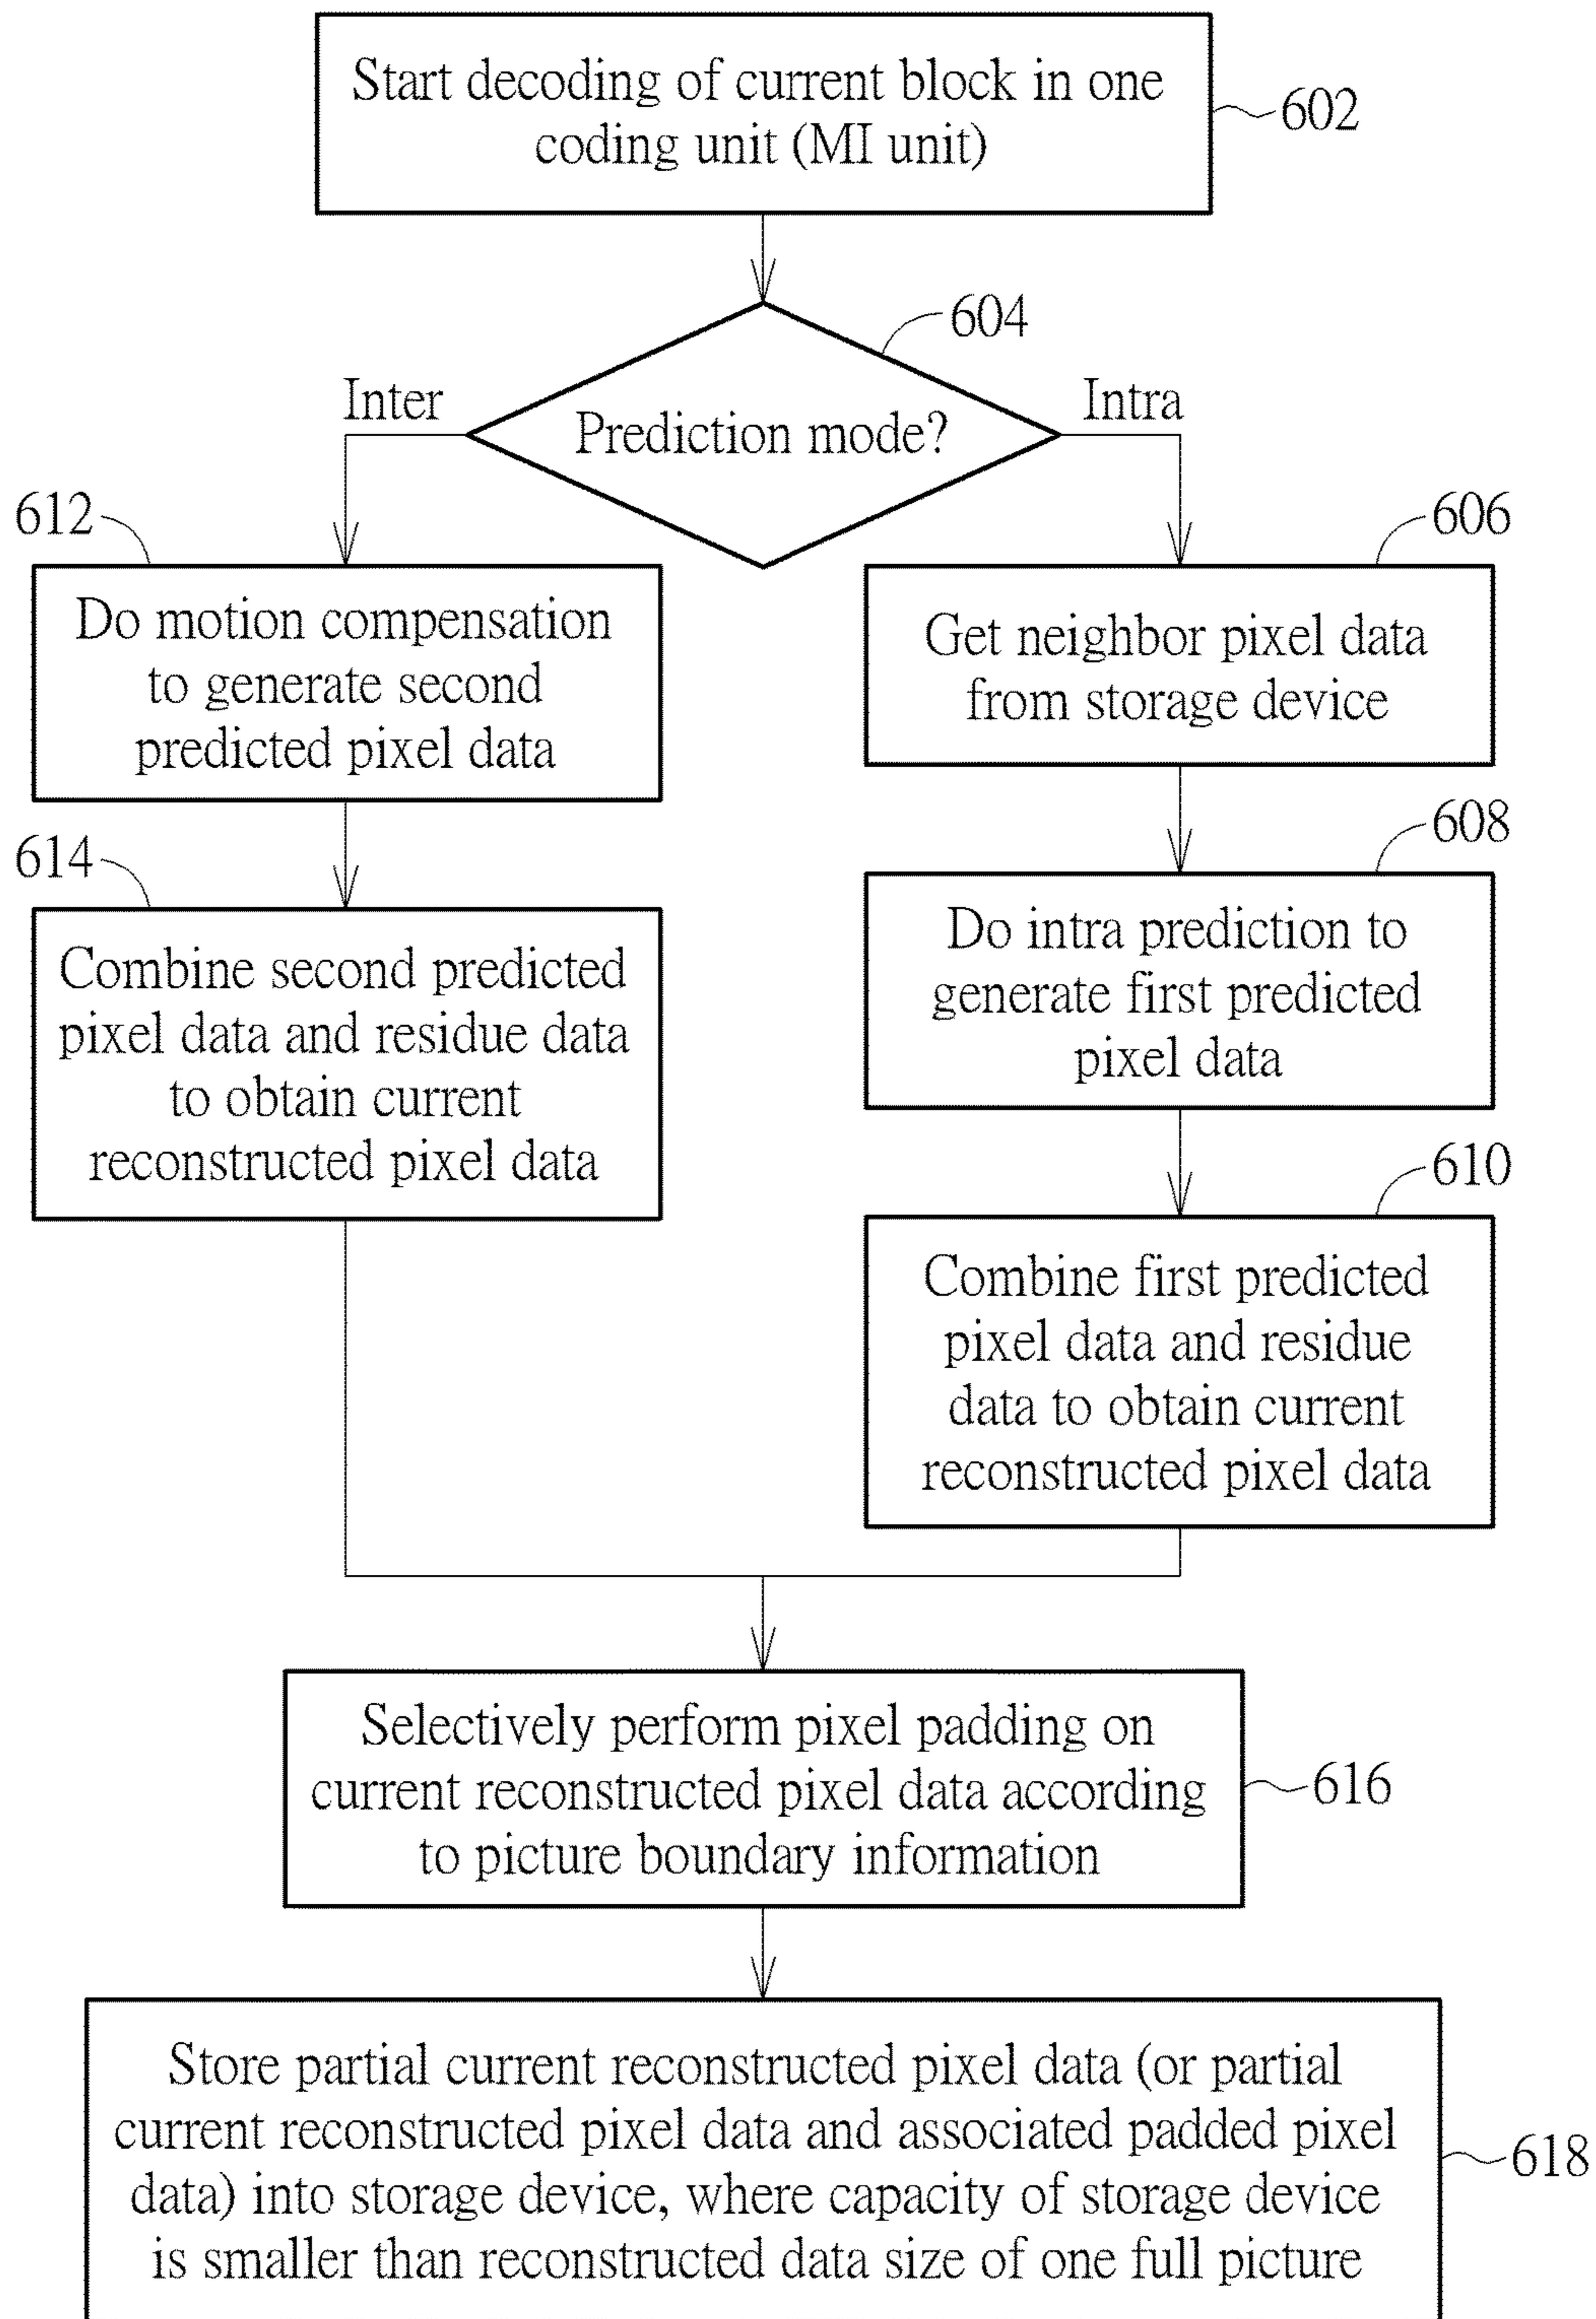 Start decoding of current block in one
coding unit (MI unit)
602
604
Prediction mode?
Inter
Intra
612
Do motion compensation
to generate second
predicted pixel data
606
Get neighbor pixel data
from storage device
614
Combine second predicted
pixel data and residue data
to obtain current
reconstructed pixel data
608
Do intra prediction to
generate first predicted
pixel data
610
Combine first predicted
pixel data and residue
data to obtain current
reconstructed pixel data
Selectively perform pixel padding on
current reconstructed pixel data according
to picture boundary information
616
Store partial current reconstructed pixel data (or partial
current reconstructed pixel data and associated padded pixel
data) into storage device, where capacity of storage device
is smaller than reconstructed data size of one full picture
618